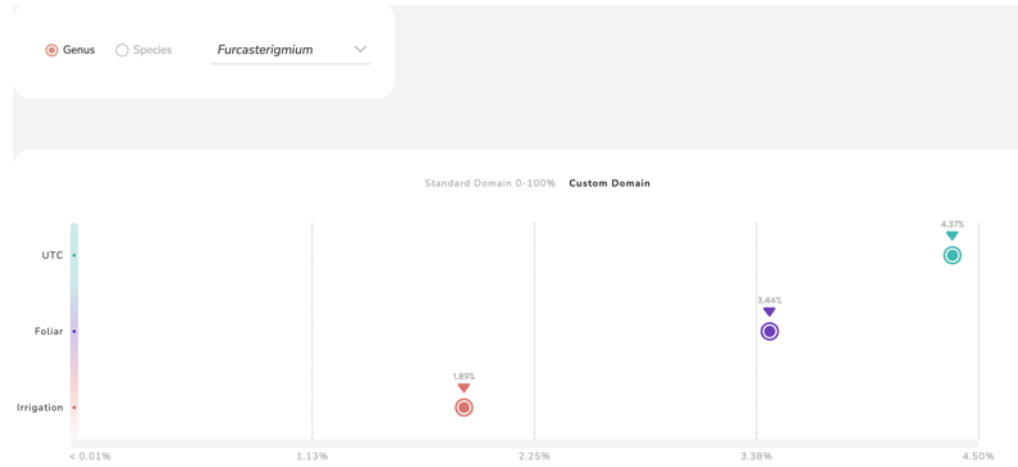 Genus Species Furcasterigmium
Standard Domain 0-100% Custom Domain
4.37%
UTC
3.44%
Foliar
1.89%
Irrigation
< 0.01% 1.13% 2.25% 3.38% 4.50%